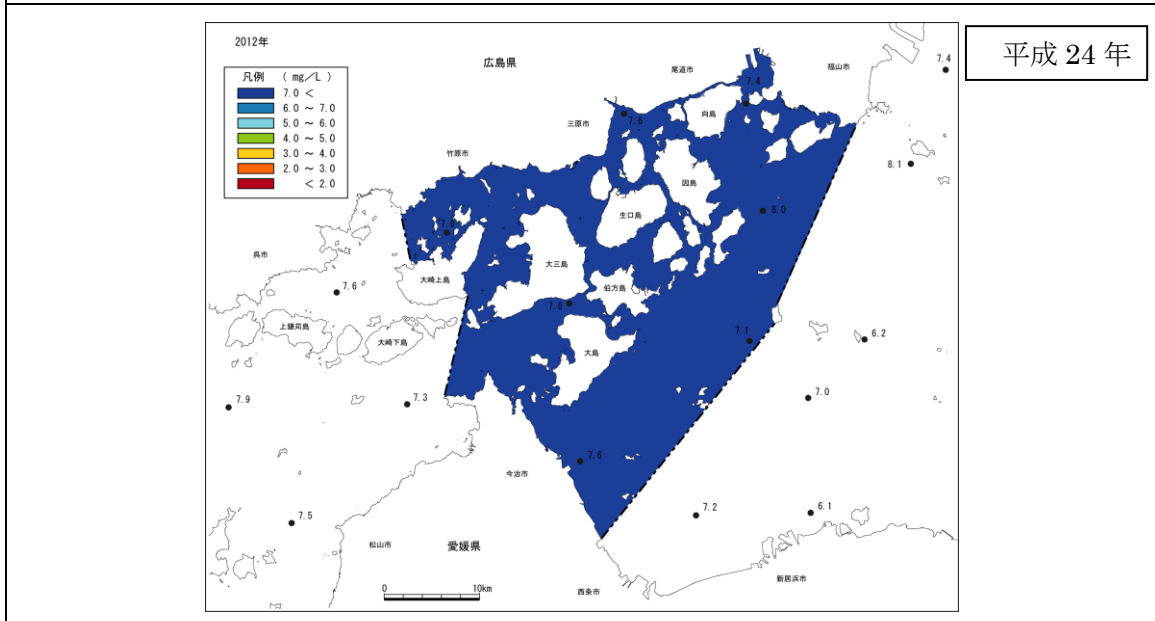 平成 24 年
2012年
広島県
尾道市
福山市
7.4
凡例 ( mg/L )
7.0 <
6.0 ~ 7.0
5.0 ~ 6.0
4.0 ~ 5.0
3.0 ~ 4.0
2.0 ~ 3.0
< 2.0
7.4
7.6
向島
三原市
竹原市
8.1
因島
8.0
生口島
7.9
呉市
大三島
大崎上島
伯方島
7.6
7.6
上鎌苅島
大崎下島
大島
7.1
6.2
7.9
7.3
7.0
7.6
今治市
7.5
7.2
6.1
松山市
愛媛県
新居浜市
0 10km
西条市